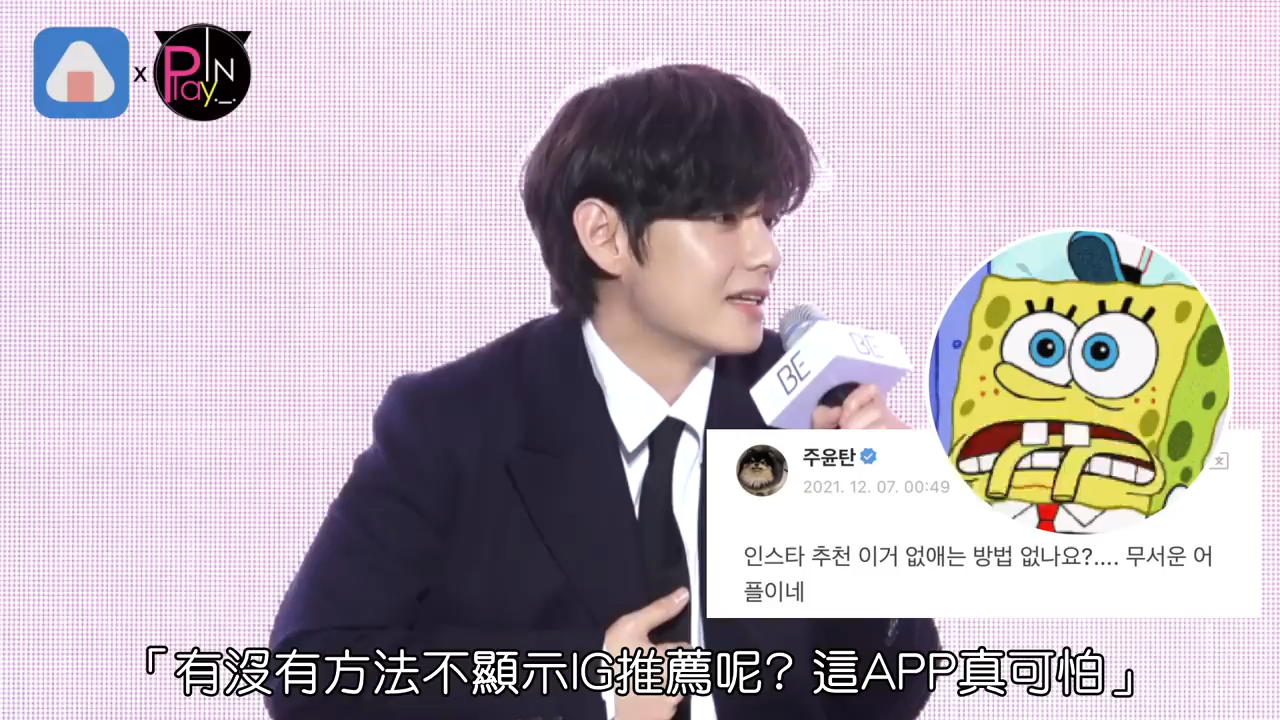 x
Play IN
BE
BE
주윤탄
2021. 12. 07. 00:49
인스타 추천 이거 없애는 방법 없나요?.... 무서운 어
플이네
「有沒有方法不顯示IG推薦呢? 這APP真可怕」